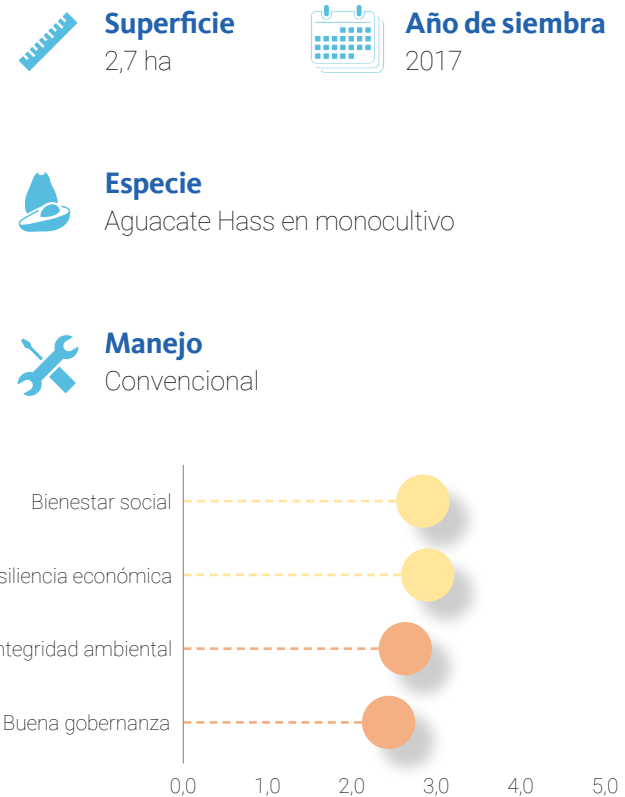 Superficie
2,7 ha
Año de siembra
2017
Especie
Aguacate Hass en monocultivo
Manejo
Convencional
Bienestar social
siliencia económica
ntegridad ambiental
Buena gobernanza
0,0 1,0 2,0 3,0 4,0 5,0